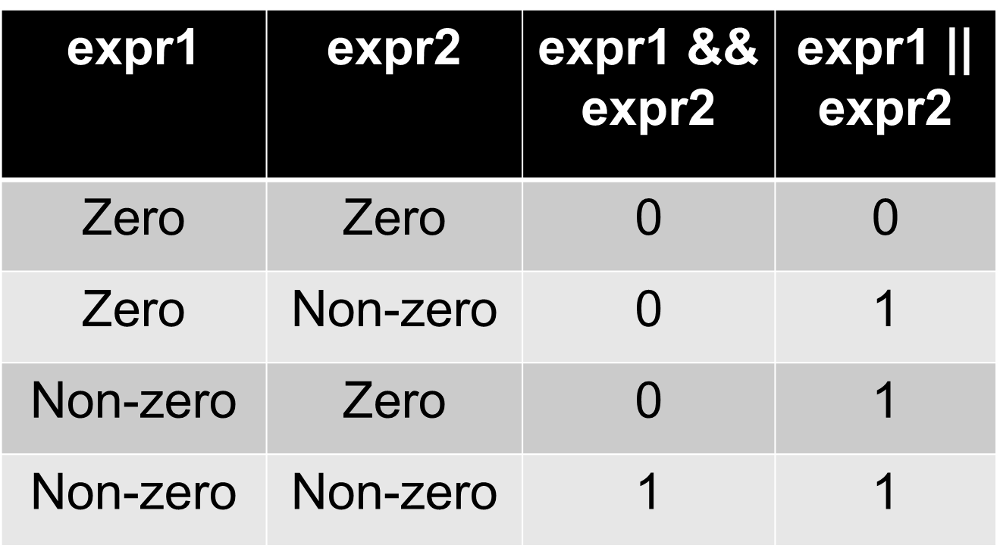 expr1 expr2 expr1 && expr1 ||
expr2 expr2
Zero Zero 0 0
Zero Non-zero 0 1
Non-zero Zero 0 1
Non-zero Non-zero 1 1